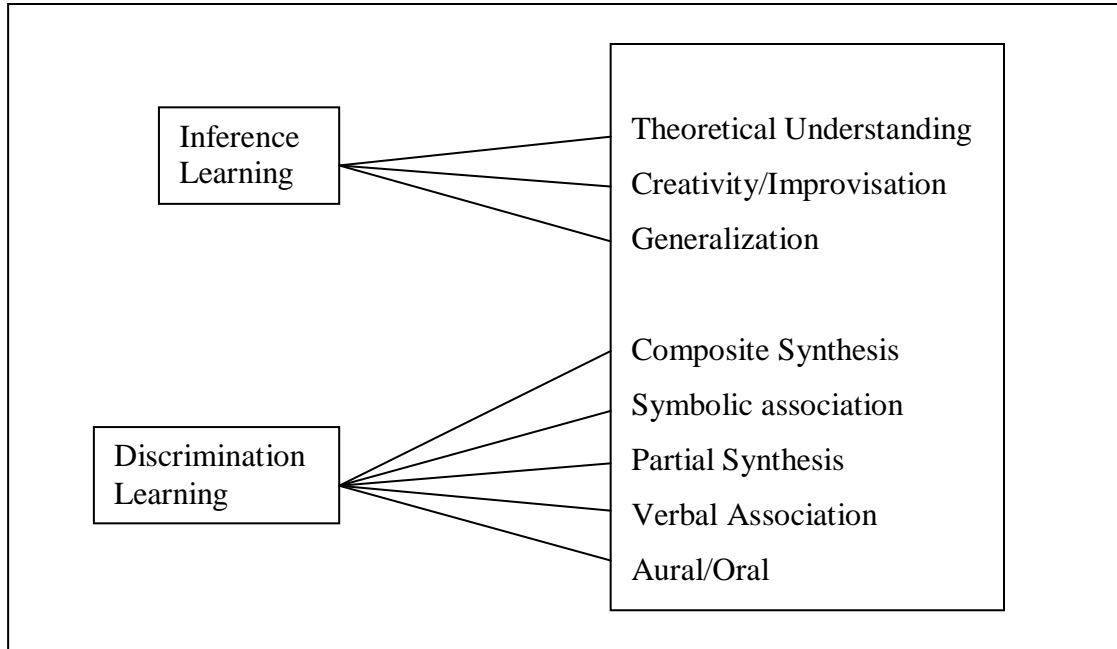 Inference
Learning
Theoretical Understanding
Creativity/Improvisation
Generalization
Discrimination
Learning
Composite Synthesis
Symbolic association
Partial Synthesis
Verbal Association
Aural/Oral